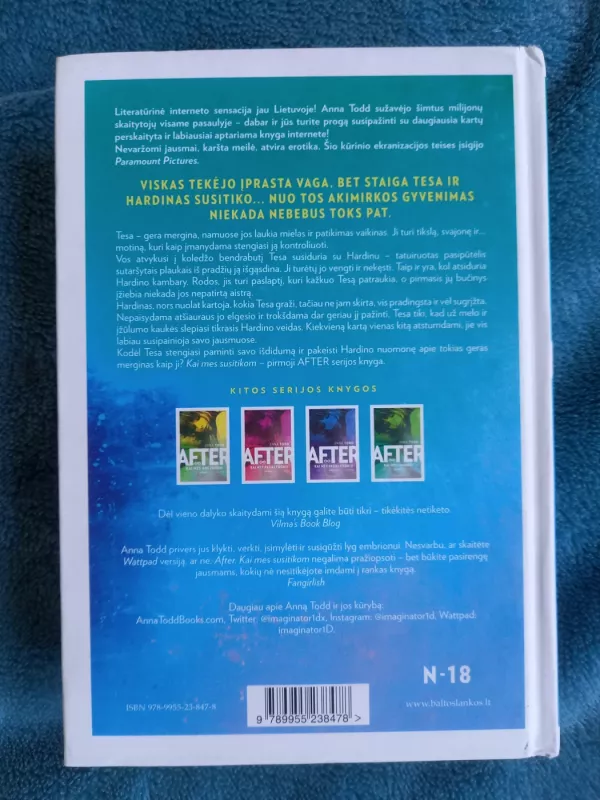 Literatūrinė interneto sensacija jau Lietuvoje! Anna Todd sužavėjo šimtus milijonų
skaitytojų visame pasaulyje – dabar ir jūs turite progą susipažinti su daugiausia kartų
perskaityta ir labiausiai aptariama knyga internete!
Nevaržomi jausmai, karšta meilė, atvira erotika. Šio kūrinio ekranizacijos teises įsigijo
Paramount Pictures.
VISKAS TEKĖJO ĮPRASTA VAGA, BET STAIGA TESA IR
HARDINAS SUSITIKO... NUO TOS AKIMIRKOS GYVENIMAS
NIEKADA NEBEBUS TOKS PAT.
Tesa – gera mergina, namuose jos laukia mielas ir patikimas vaikinas. Ji turi tikslą, svajonę ir...
motiną, kuri kaip įmanydama stengiasi ją kontroliuoti.
Vos atvykusi į koledžo bendrabutį Tesa susiduria su Hardinu – tatuiruotas pasipūtėlis
sutaršytais plaukais iš pradžių ją išgąsdina. Ji turėtų jo vengti ir nekęsti. Taip ir yra, kol atsiduria
Hardino kambary. Rodos, jis turi paslaptį, kuri kažkuo Tesą patraukia, o pirmasis jų bučinys
įžiebia niekada jos nepatirtą aistrą.
Hardinas, nors nuolat kartoja, kokia Tesa graži, tačiau ne jam skirta, vis pradingsta ir vėl sugrįžta.
Nepaisydama atšiauraus jo elgesio ir trokšdama dar geriau jį pažinti, Tesa tiki, kad už melo ir
įžūlumo kaukės slepiasi tikrasis Hardino veidas. Kiekvieną kartą vienas kitą atstumdami, jie vis
labiau susipainioja savo jausmuose.
Kodėl Tesa stengiasi paminti savo išdidumą ir pakeisti Hardino nuomonę apie tokias geras
merginas kaip ji? Kai mes susitikom – pirmoji AFTER serijos knyga.
KITOS SERIJOS KNYGOS
AFTER AFTER AFTER AFTER
Dėl vieno dalyko skaitydami šią knygą galite būti tikri – tikėkitės netikėto.
Vilma's Book Blog
Anna Todd privers jus klykti, verkti, įsimylėti ir susigūžti lyg embrionui. Nesvarbu, ar skaitėse
Wattpad versiją, ar ne, After. Kai mes susitikom negalima pražiopsoti – bet būkite pasirengę
jausmams, kokių nė nesitikėjote imdami į rankas knygą.
Fangirlish
Daugiau apie Anną Todd ir jos kūrybą:
AnnaToddBooks.com, Twitter: @imaginator1dx, Instagram: @imaginator1d, Wattpad:
imaginator1D.
N-18
ISBN 978-9955-23-847-8
9 789955 238478 >
www.baltoslankos.lt